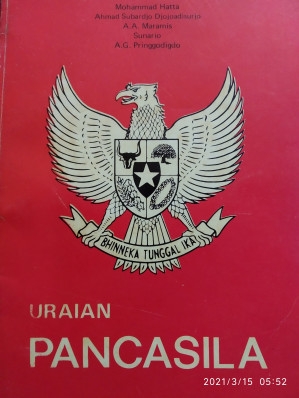 Mohammad Hatta
Ahmad Subardjo Djojoadisurjo
A.A. Maramis
Sunario
A.G. Pringgodigdo
BHINNEKA TUNGGAL IKA
URAIAN
PANCASILA
2021/3/15 05:52